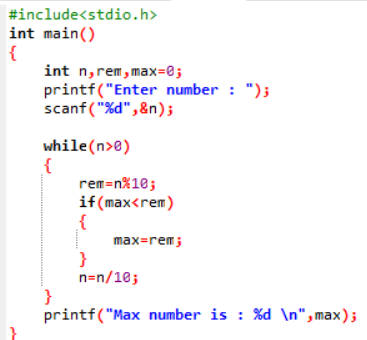 #include<stdio.h>
int main()
{
    int n,rem,max=0;
    printf("Enter number : ");
    scanf("%d",&n);

    while(n>0)
    {
        rem=n%10;
        if(max<rem)
        {
            max=rem;
        }
        n=n/10;
    }
    printf("Max number is : %d \n",max);
}